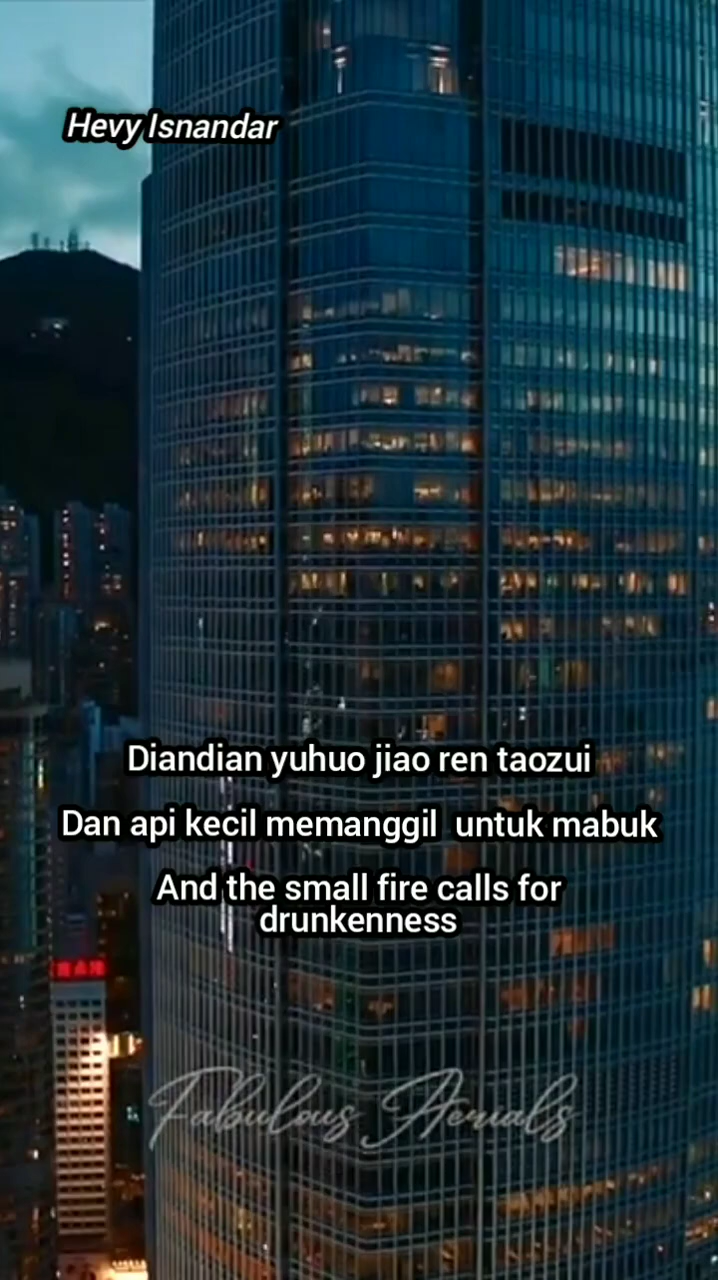 Hevy Isnandar
Diandian yuhuo jiao ren taozui
Dan api kecil memanggil  untuk mabuk
And the small fire calls for
drunkenness
Fabulous Aerials